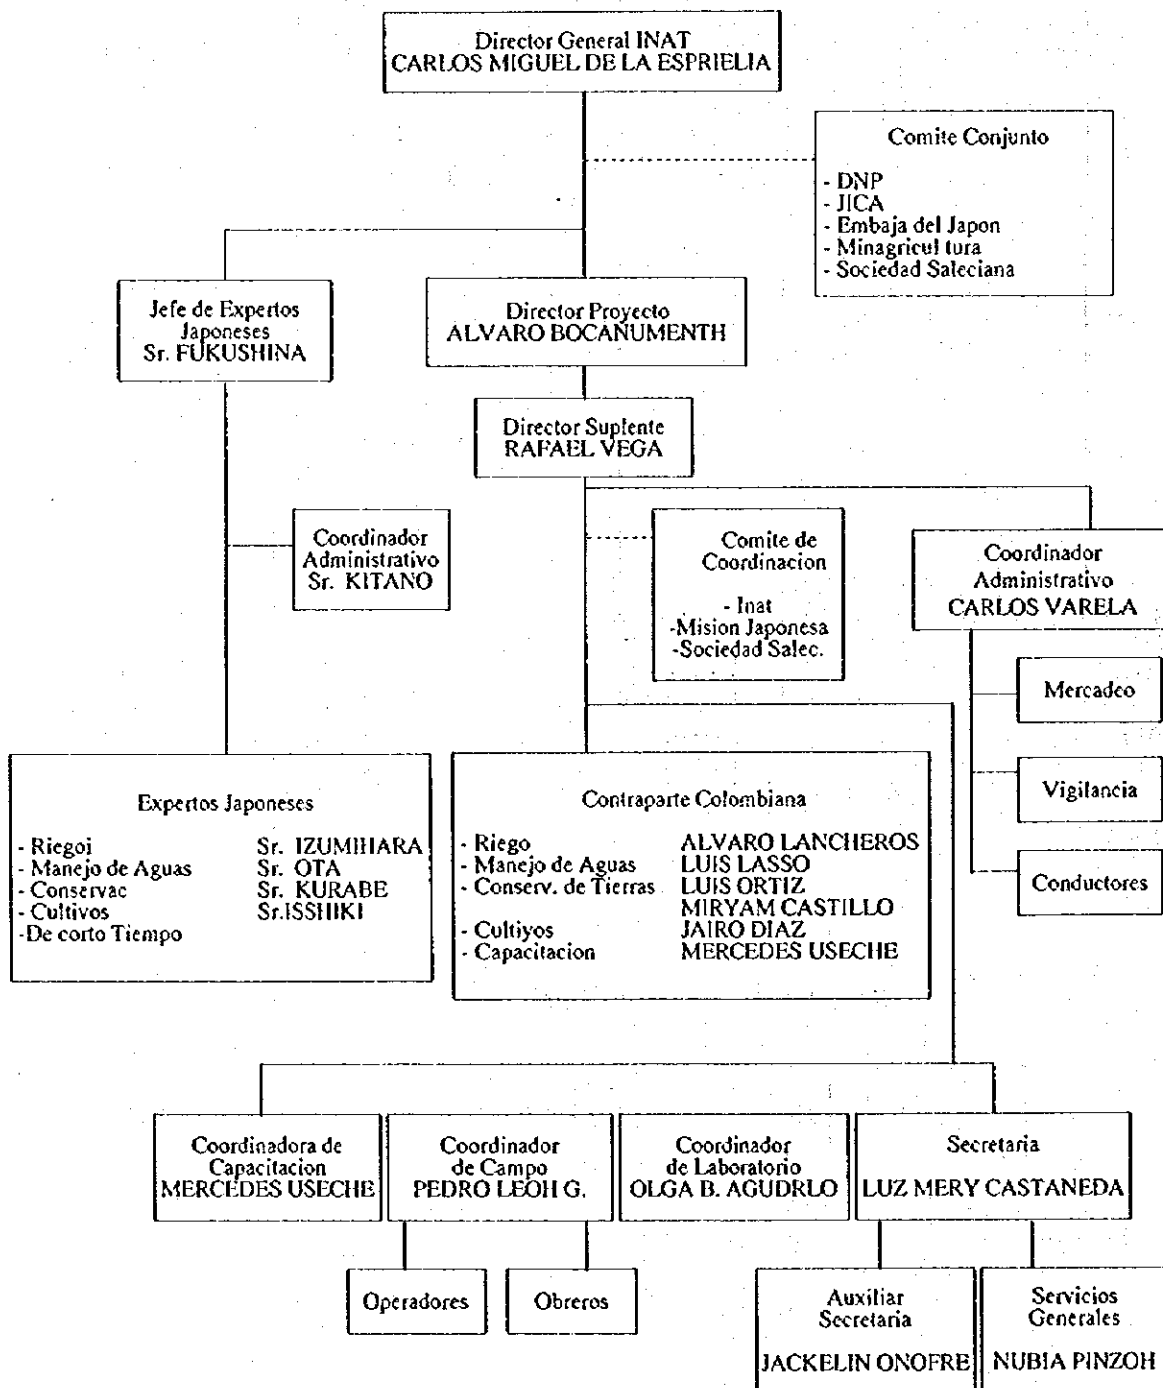 Director General INAT
CARLOS MIGUEL DE LA ESPRIELIA
Comite Conjunto
- DNP
- JICA
- Embaja del Japon
- Minagricul tura
- Sociedad Saleciana
Jefe de Expertos
Japoneses
Sr. FUKUSHINA
Director Proyecto
ALVARO BOCANUMENTH
Director Suplente
RAFAEL VEGA
Coordinador
Administrativo
Sr. KITANO
Comite de
Coordinacion
- Inat
-Mision Japonesa
-Sociedad Salec.
Coordinador
Administrativo
CARLOS VARELA
Mercadeo
Vigilancia
Conductores
Expertos Japoneses
- Riegoj Sr. IZUMIHARA
- Manejo de Aguas Sr. OTA
- Conservac Sr. KURABE
- Cultivos Sr.ISSHIKI
-De corto Tiempo
Contraparte Colombiana
- Riego ALVARO LANCHEROS
- Manejo de Aguas LUIS LASSO
- Conserv. de Tierras LUIS ORTIZ
MIRYAM CASTILLO
- Cultiyos JAIRO DIAZ
- Capacitacion MERCEDES USECHE
Coordinadora de
Capacitacion
MERCEDES USECHE
Coordinador
de Campo
PEDRO LEOH G.
Coordinador
de Laboratorio
OLGA B. AGUDRLO
Secretaria
LUZ MERY CASTANEDA
Operadores
Obreros
Auxiliar
Secretaria
JACKELIN ONOFRE
Servicios
Generales
NUBIA PINZOH